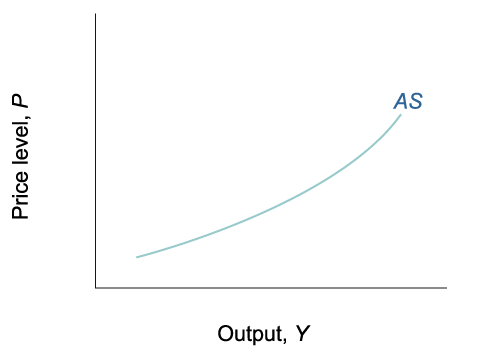 Price level, P
AS
Output, Y